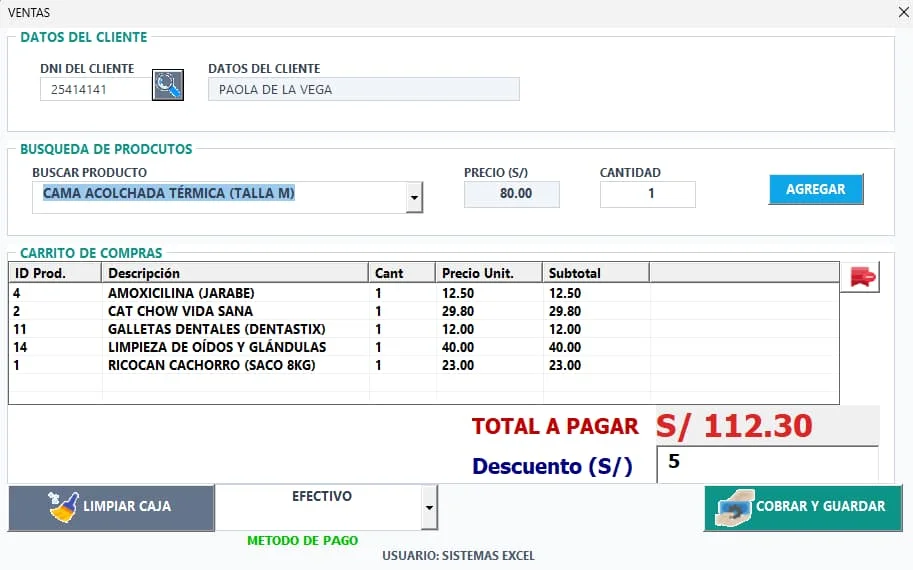 VENTAS
DATOS DEL CLIENTE
DNI DEL CLIENTE DATOS DEL CLIENTE
25414141 PAOLA DE LA VEGA
BUSQUEDA DE PRODCUTOS
BUSCAR PRODUCTO PRECIO (S/) CANTIDAD
CAMA ACOLCHADA TÉRMICA (TALLA M) 80.00 1 AGREGAR
CARRITO DE COMPRAS
ID Prod. Descripción Cant Precio Unit. Subtotal
4 AMOXICILINA (JARABE) 1 12.50 12.50
2 CAT CHOW VIDA SANA 1 29.80 29.80
11 GALLETAS DENTALES (DENTASTIX) 1 12.00 12.00
14 LIMPIEZA DE OÍDOS Y GLÁNDULAS 1 40.00 40.00
1 RICOCAN CACHORRO (SACO 8KG) 1 23.00 23.00
TOTAL A PAGAR S/ 112.30
Descuento (S/) 5
LIMPIAR CAJA EFECTIVO COBRAR Y GUARDAR
METODO DE PAGO
USUARIO: SISTEMAS EXCEL